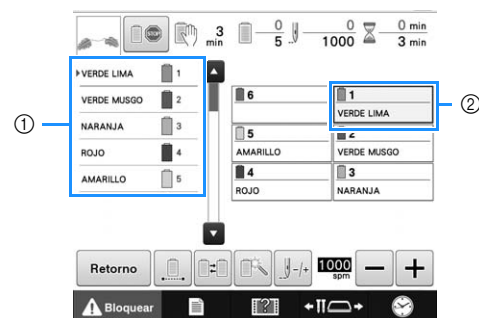 3 min
0
5
0
1000
0 min
3 min
VERDE LIMA 1
VERDE MUSGO 2
NARANJA 3
ROJO 4
AMARILLO 5
6
1
VERDE LIMA
5
AMARILLO
2
VERDE MUSGO
4
ROJO
3
NARANJA
①
②
Retorno
-/+
1000
spm
− +
Bloquear